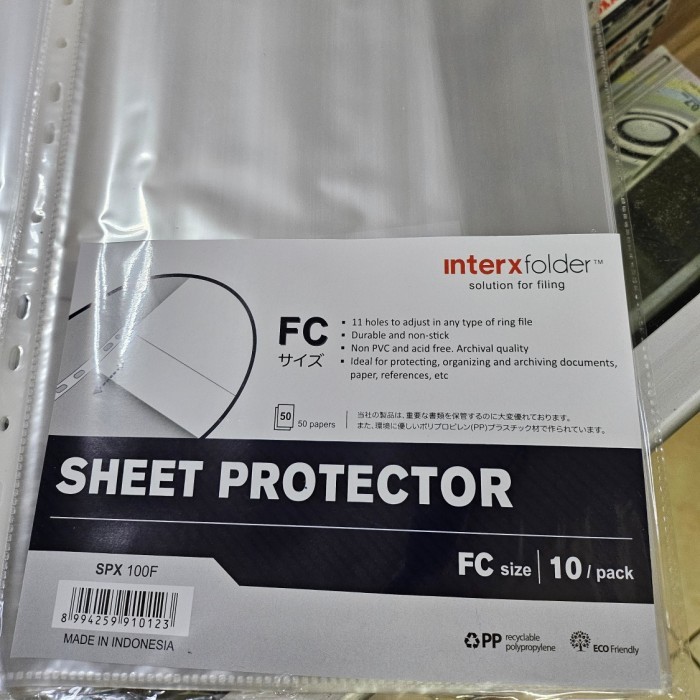 interxfolder™
solution for filing
FC
サイズ
▪ 11 holes to adjust in any type of ring file
▪ Durable and non-stick
▪ Non PVC and acid free. Archival quality
▪ Ideal for protecting, organizing and archiving documents,
paper, references, etc
50
50 papers
当社の製品は、重要な書類を保管するのに大変優れております。
また、環境に優しいポリプロピレン(PP)プラスチック材で作られています。
SHEET PROTECTOR
FC size | 10 / pack
SPX 100F
8 994259 910123
MADE IN INDONESIA
PP recyclable
polypropylene
ECO Friendly